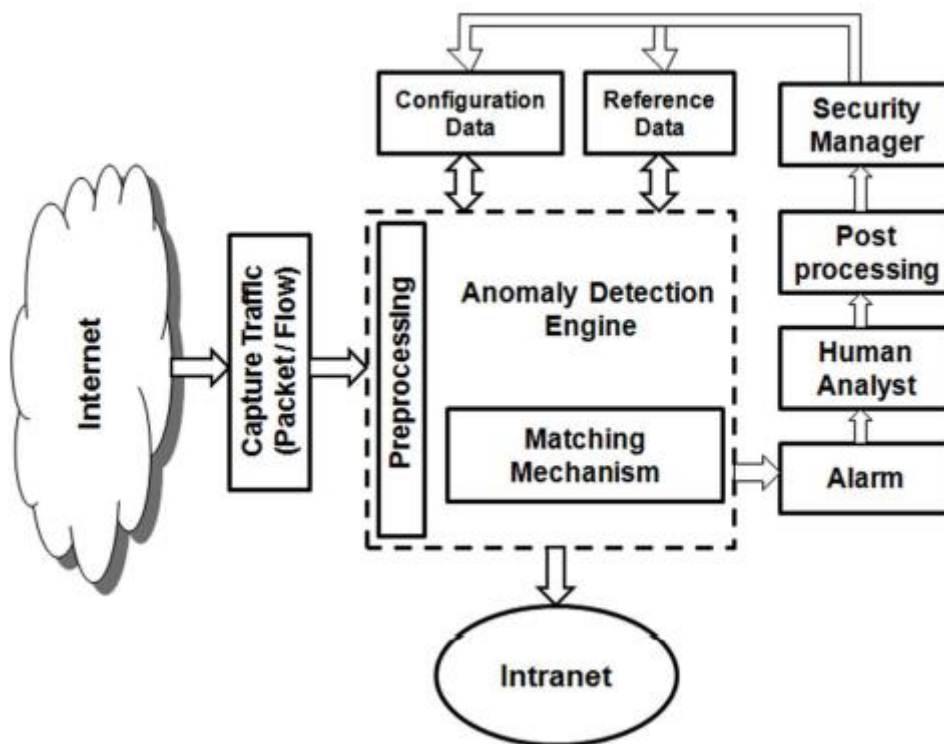 Configuration
Data
Reference
Data
Security
Manager
Internet
Capture Traffic
(Packet / Flow)
Preprocessing
Anomaly Detection
Engine
Post
processing
Human
Analyst
Matching
Mechanism
Alarm
Intranet